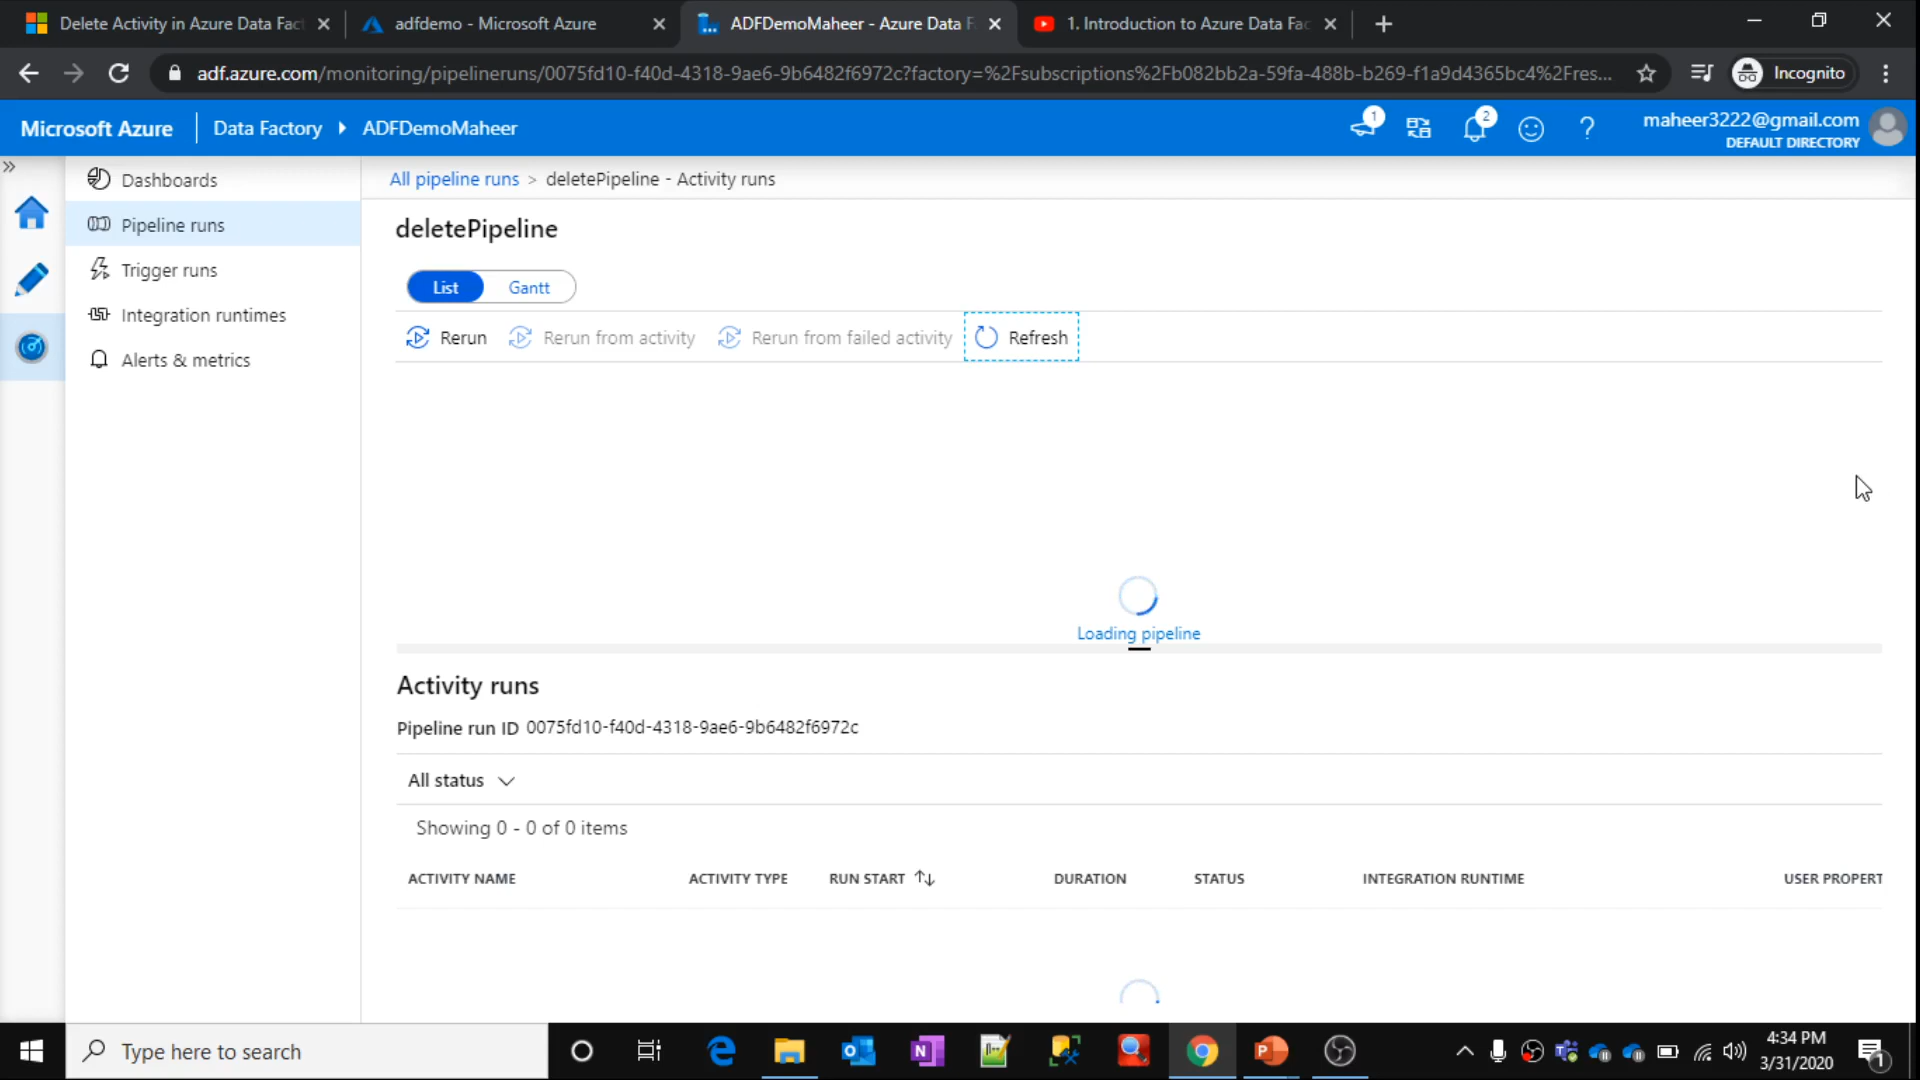 Delete Activity in Azure Data Fact
adfdemo - Microsoft Azure
ADFDemoMaheer - Azure Data F
1. Introduction to Azure Data Fac
adf.azure.com/monitoring/pipelineruns/0075fd10-f40d-4318-9ae6-9b6482f6972c?factory=%2Fsubscriptions%2Fb082bb2a-59fa-488b-b269-f1a9d4365bc4%2Fres...
Incognito
Microsoft Azure
Data Factory
ADFDemoMaheer
1
2
maheer3222@gmail.com
DEFAULT DIRECTORY
Dashboards
Pipeline runs
Trigger runs
Integration runtimes
Alerts & metrics
All pipeline runs > deletePipeline - Activity runs
deletePipeline
List
Gantt
Rerun
Rerun from activity
Rerun from failed activity
Refresh
Loading pipeline
Activity runs
Pipeline run ID 0075fd10-f40d-4318-9ae6-9b6482f6972c
All status
Showing 0 - 0 of 0 items
ACTIVITY NAME
ACTIVITY TYPE
RUN START
DURATION
STATUS
INTEGRATION RUNTIME
USER PROPERT
Type here to search
4:34 PM
3/31/2020
1